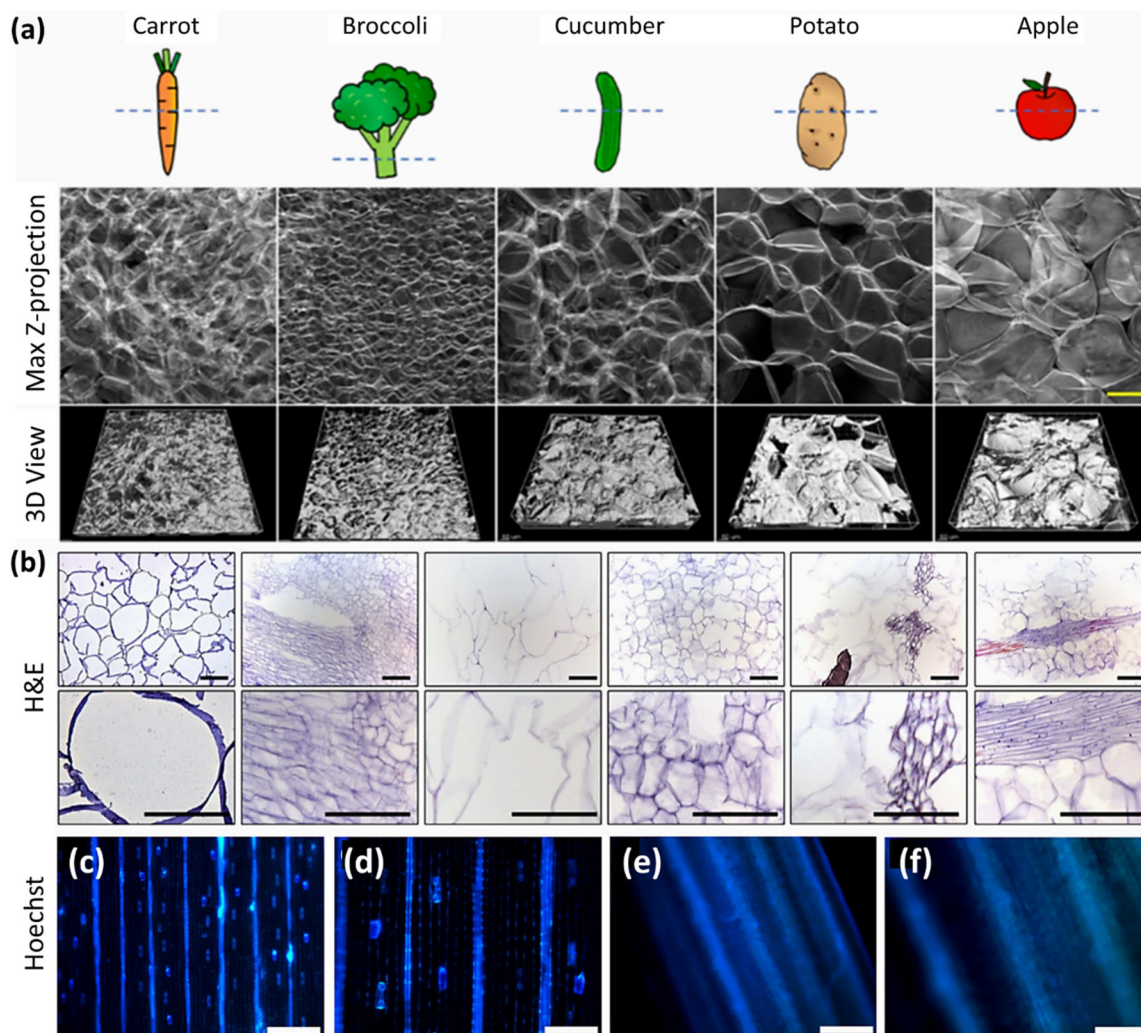 (a)
Carrot
Broccoli
Cucumber
Potato
Apple
Max Z-projection
3D View
(b)
H&E
Hoechst
(c)
(d)
(e)
(f)